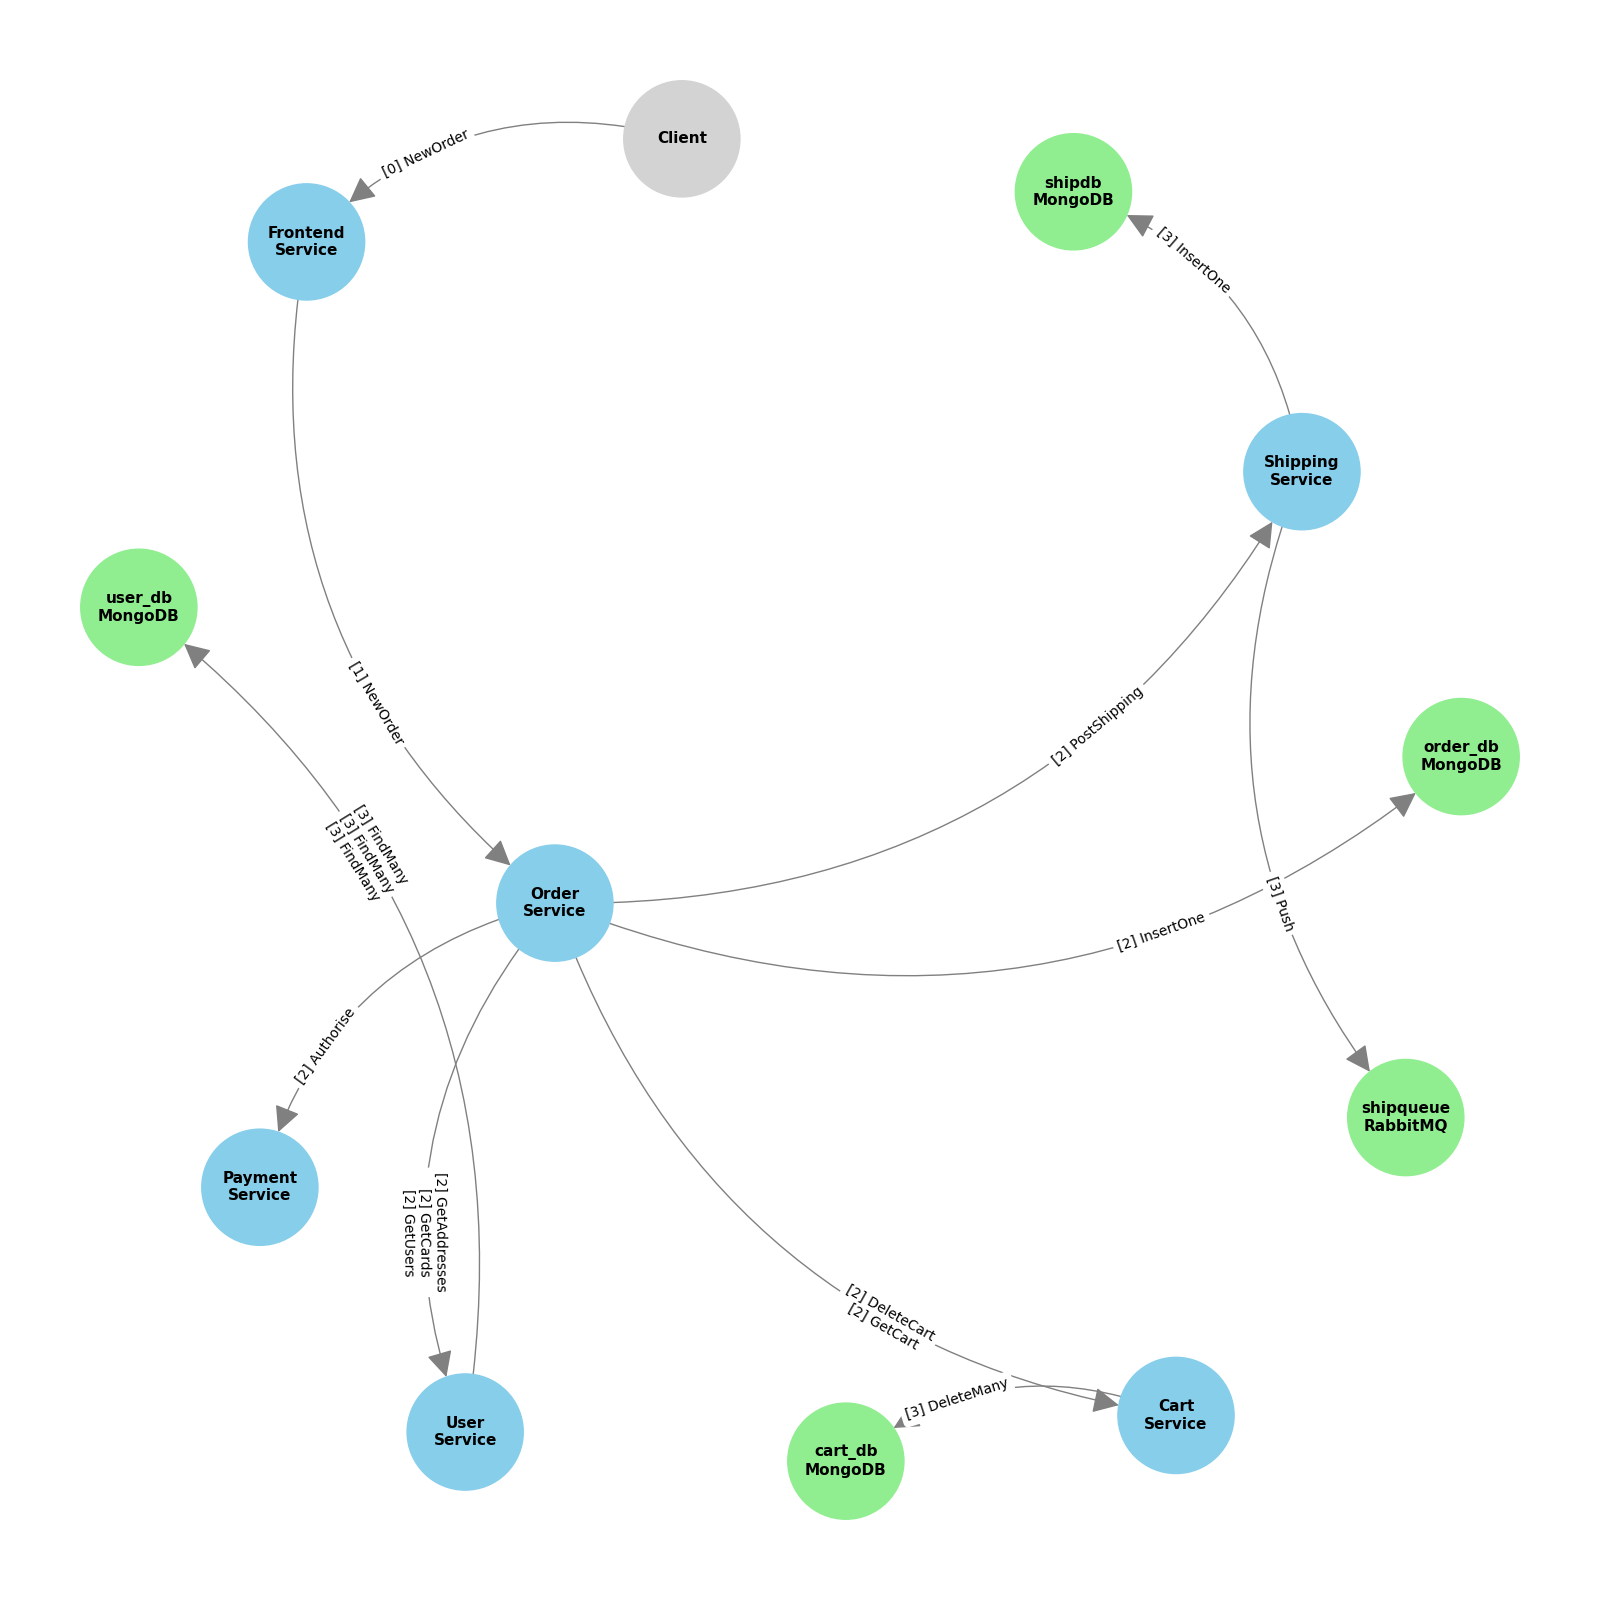 Client
[0] NewOrder
shipdb
MongoDB
Frontend
Service
[3] InsertOne
Shipping
Service
user_db
MongoDB
[1] NewOrder
[2] PostShipping
order_db
MongoDB
[3] FindMany
[3] FindMany
[3] FindMany
Order
Service
[2] InsertOne
[3] Push
[2] Authorise
shipqueue
RabbitMQ
Payment
Service
[2] GetAddresses
[2] GetCards
[2] GetUsers
[2] DeleteCart
[2] GetCart
[3] DeleteMany
Cart
Service
User
Service
cart_db
MongoDB